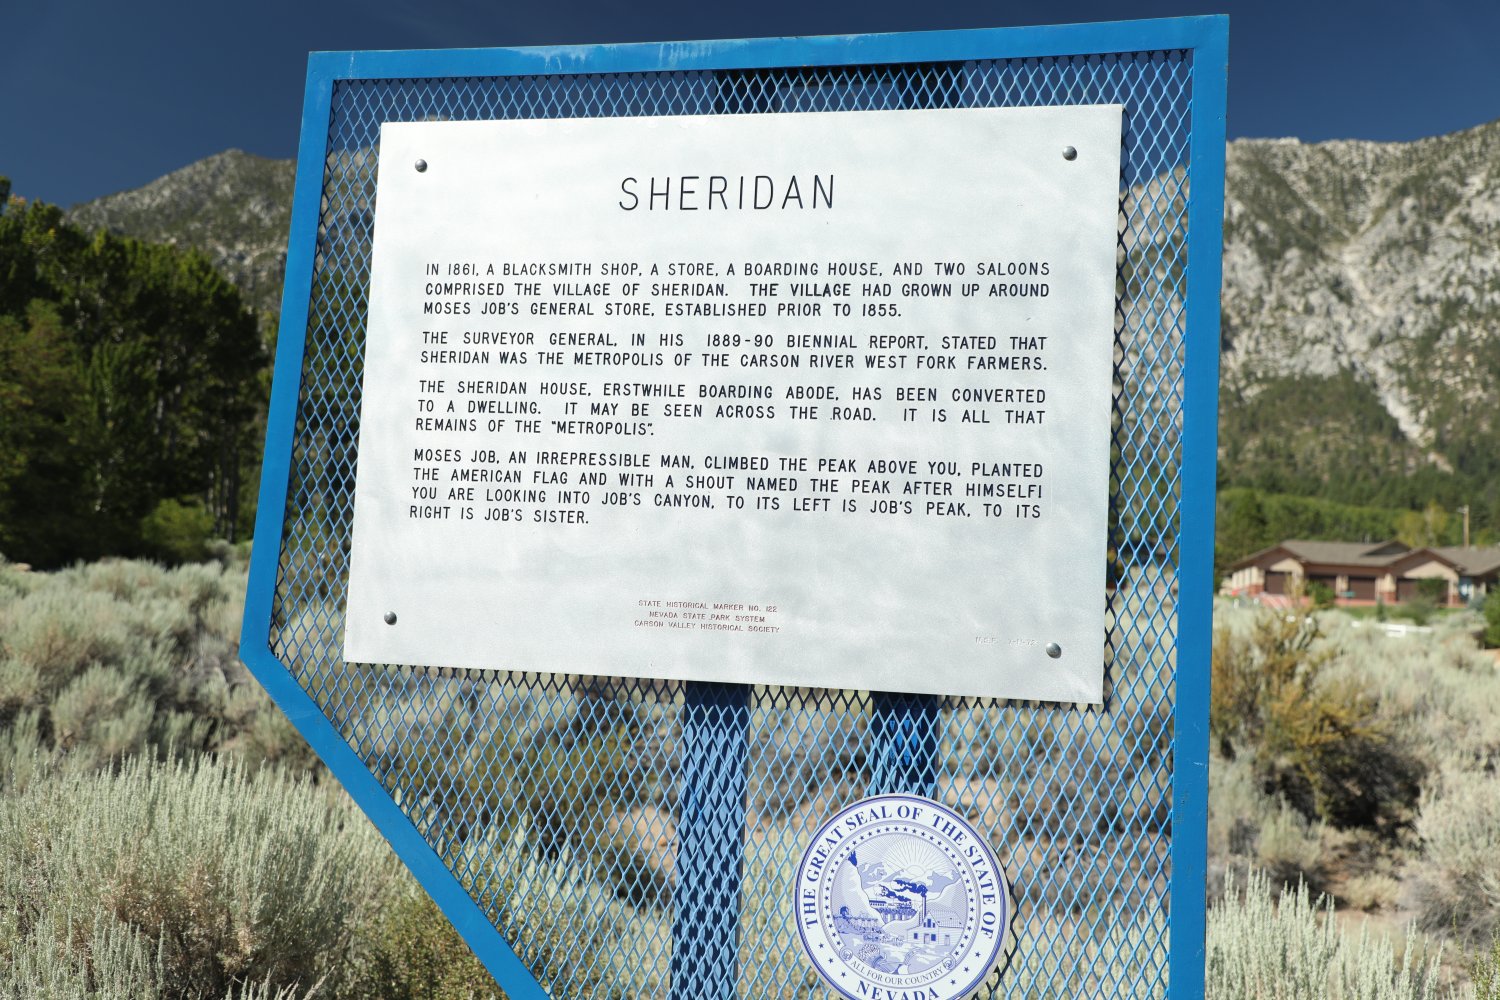 SHERIDAN
IN 1861, A BLACKSMITH SHOP, A STORE, A BOARDING HOUSE, AND TWO SALOONS
COMPRISED THE VILLAGE OF SHERIDAN. THE VILLAGE HAD GROWN UP AROUND
MOSES JOB'S GENERAL STORE, ESTABLISHED PRIOR TO 1855.
THE SURVEYOR GENERAL, IN HIS 1889-90 BIENNIAL REPORT, STATED THAT
SHERIDAN WAS THE METROPOLIS OF THE CARSON RIVER WEST FORK FARMERS.
THE SHERIDAN HOUSE, ERSTWHILE BOARDING ABODE, HAS BEEN CONVERTED
TO A DWELLING. IT MAY BE SEEN ACROSS THE ROAD. IT IS ALL THAT
REMAINS OF THE "METROPOLIS".
MOSES JOB, AN IRREPRESSIBLE MAN, CLIMBED THE PEAK ABOVE YOU, PLANTED
THE AMERICAN FLAG AND WITH A SHOUT NAMED THE PEAK AFTER HIMSELF!
YOU ARE LOOKING INTO JOB'S CANYON, TO ITS LEFT IS JOB'S PEAK, TO ITS
RIGHT IS JOB'S SISTER.
STATE HISTORICAL MARKER NO. 122
NEVADA STATE PARK SYSTEM
CARSON VALLEY HISTORICAL SOCIETY
THE GREAT SEAL OF THE STATE OF
ALL FOR OUR COUNTRY
NEVADA